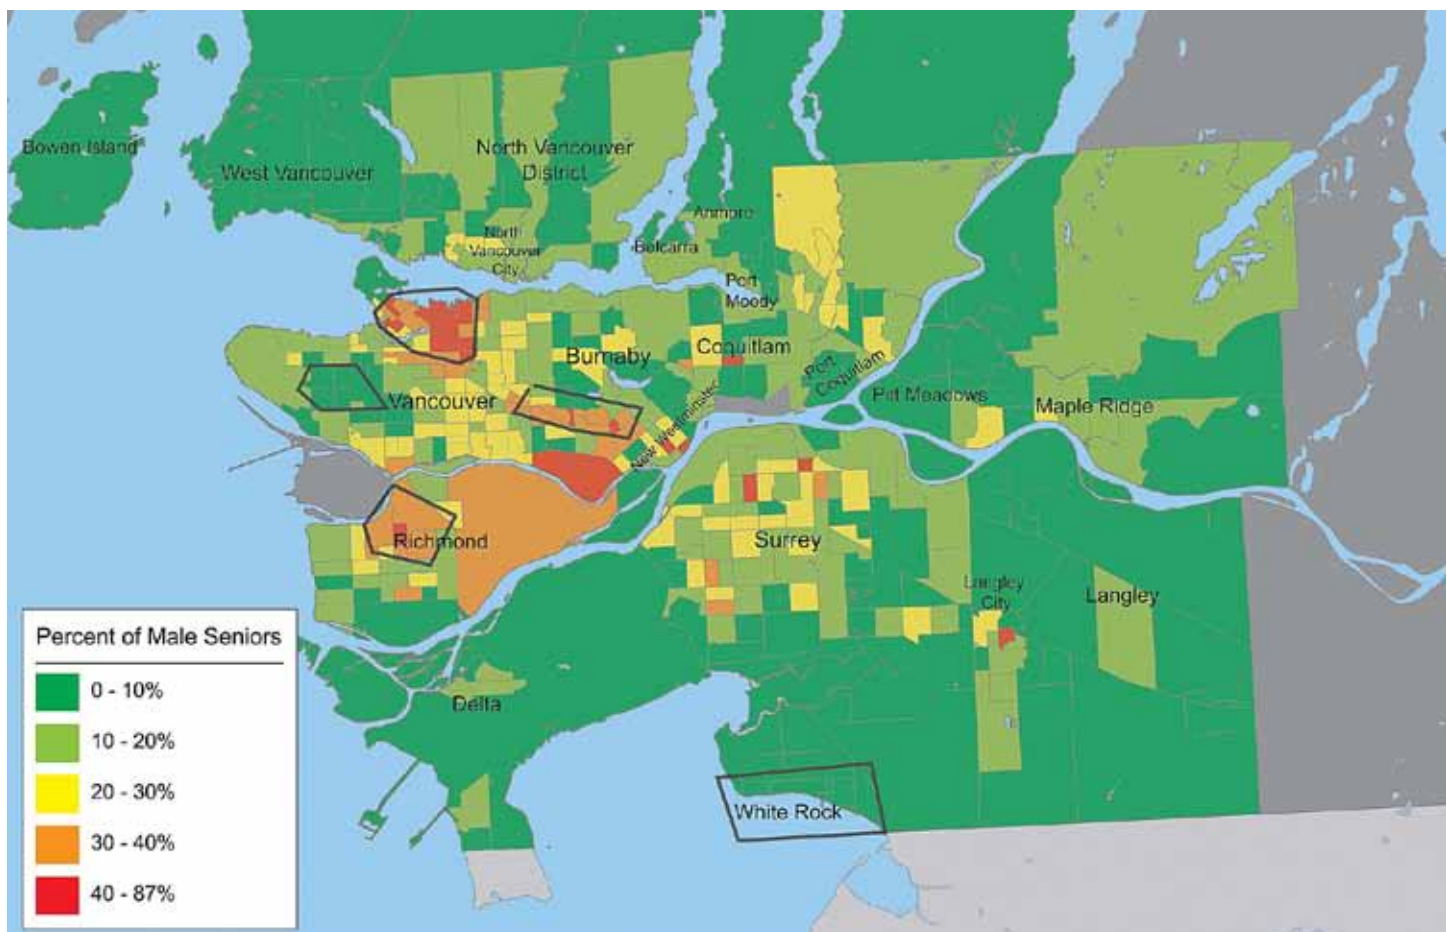 Bowen Island
West Vancouver
North Vancouver
District
North
Vancouver
City
Anmore
Belcarra
Port
Moody
Burnaby
Coquitlam
Port
Coquitlam
Vancouver
New Westminster
Pitt Meadows
Maple Ridge
Richmond
Surrey
Langley
City
Langley
Delta
White Rock
Percent of Male Seniors
0 - 10%
10 - 20%
20 - 30%
30 - 40%
40 - 87%